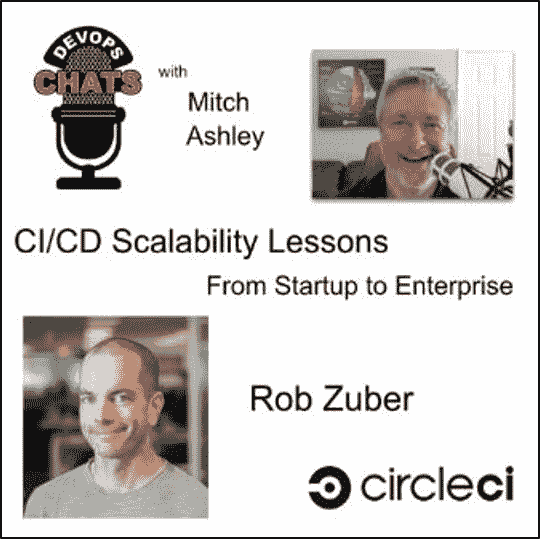 DEVOPS
CHATS
with
Mitch
Ashley
CI/CD Scalability Lessons
From Startup to Enterprise
Rob Zuber
circleci